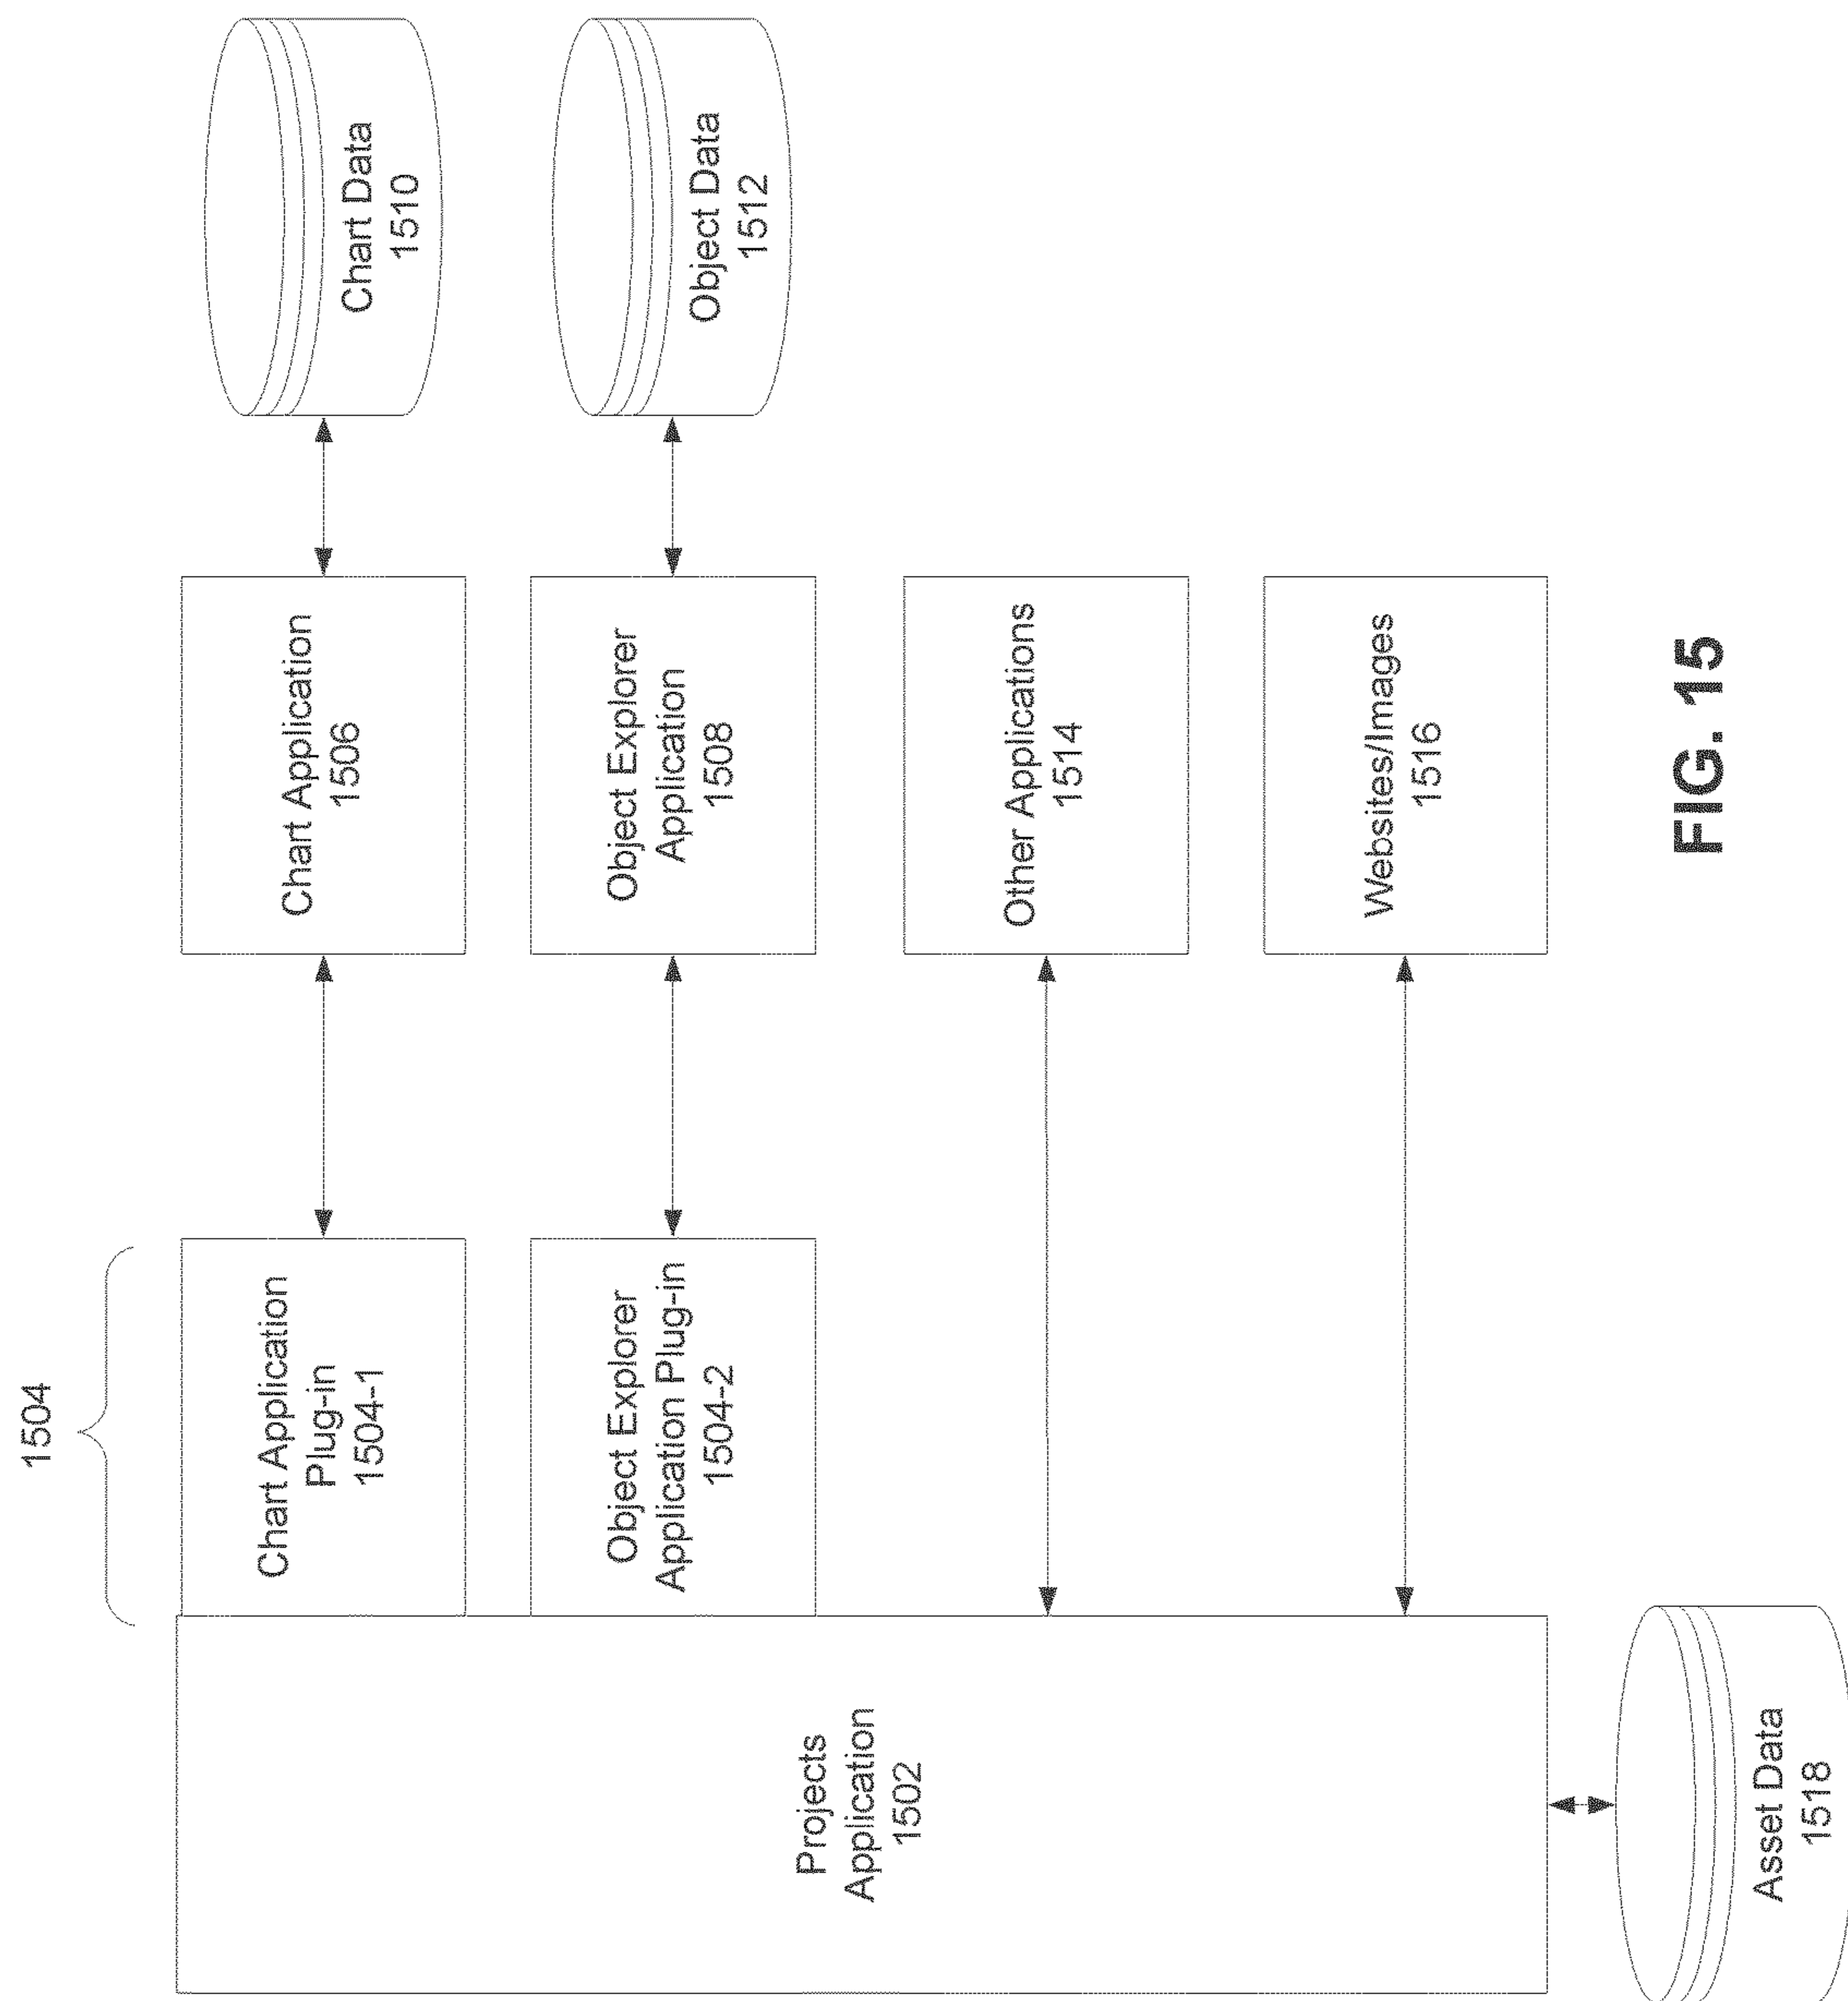 1504
Chart Application
Plug-in
1504-1
Chart Application
1506
Chart Data
1510
Object Explorer
Application Plug-in
1504-2
Object Explorer
Application
1508
Object Data
1512
Projects
Application
1502
Other Applications
1514
Websites/Images
1516
Asset Data
1518
FIG. 15